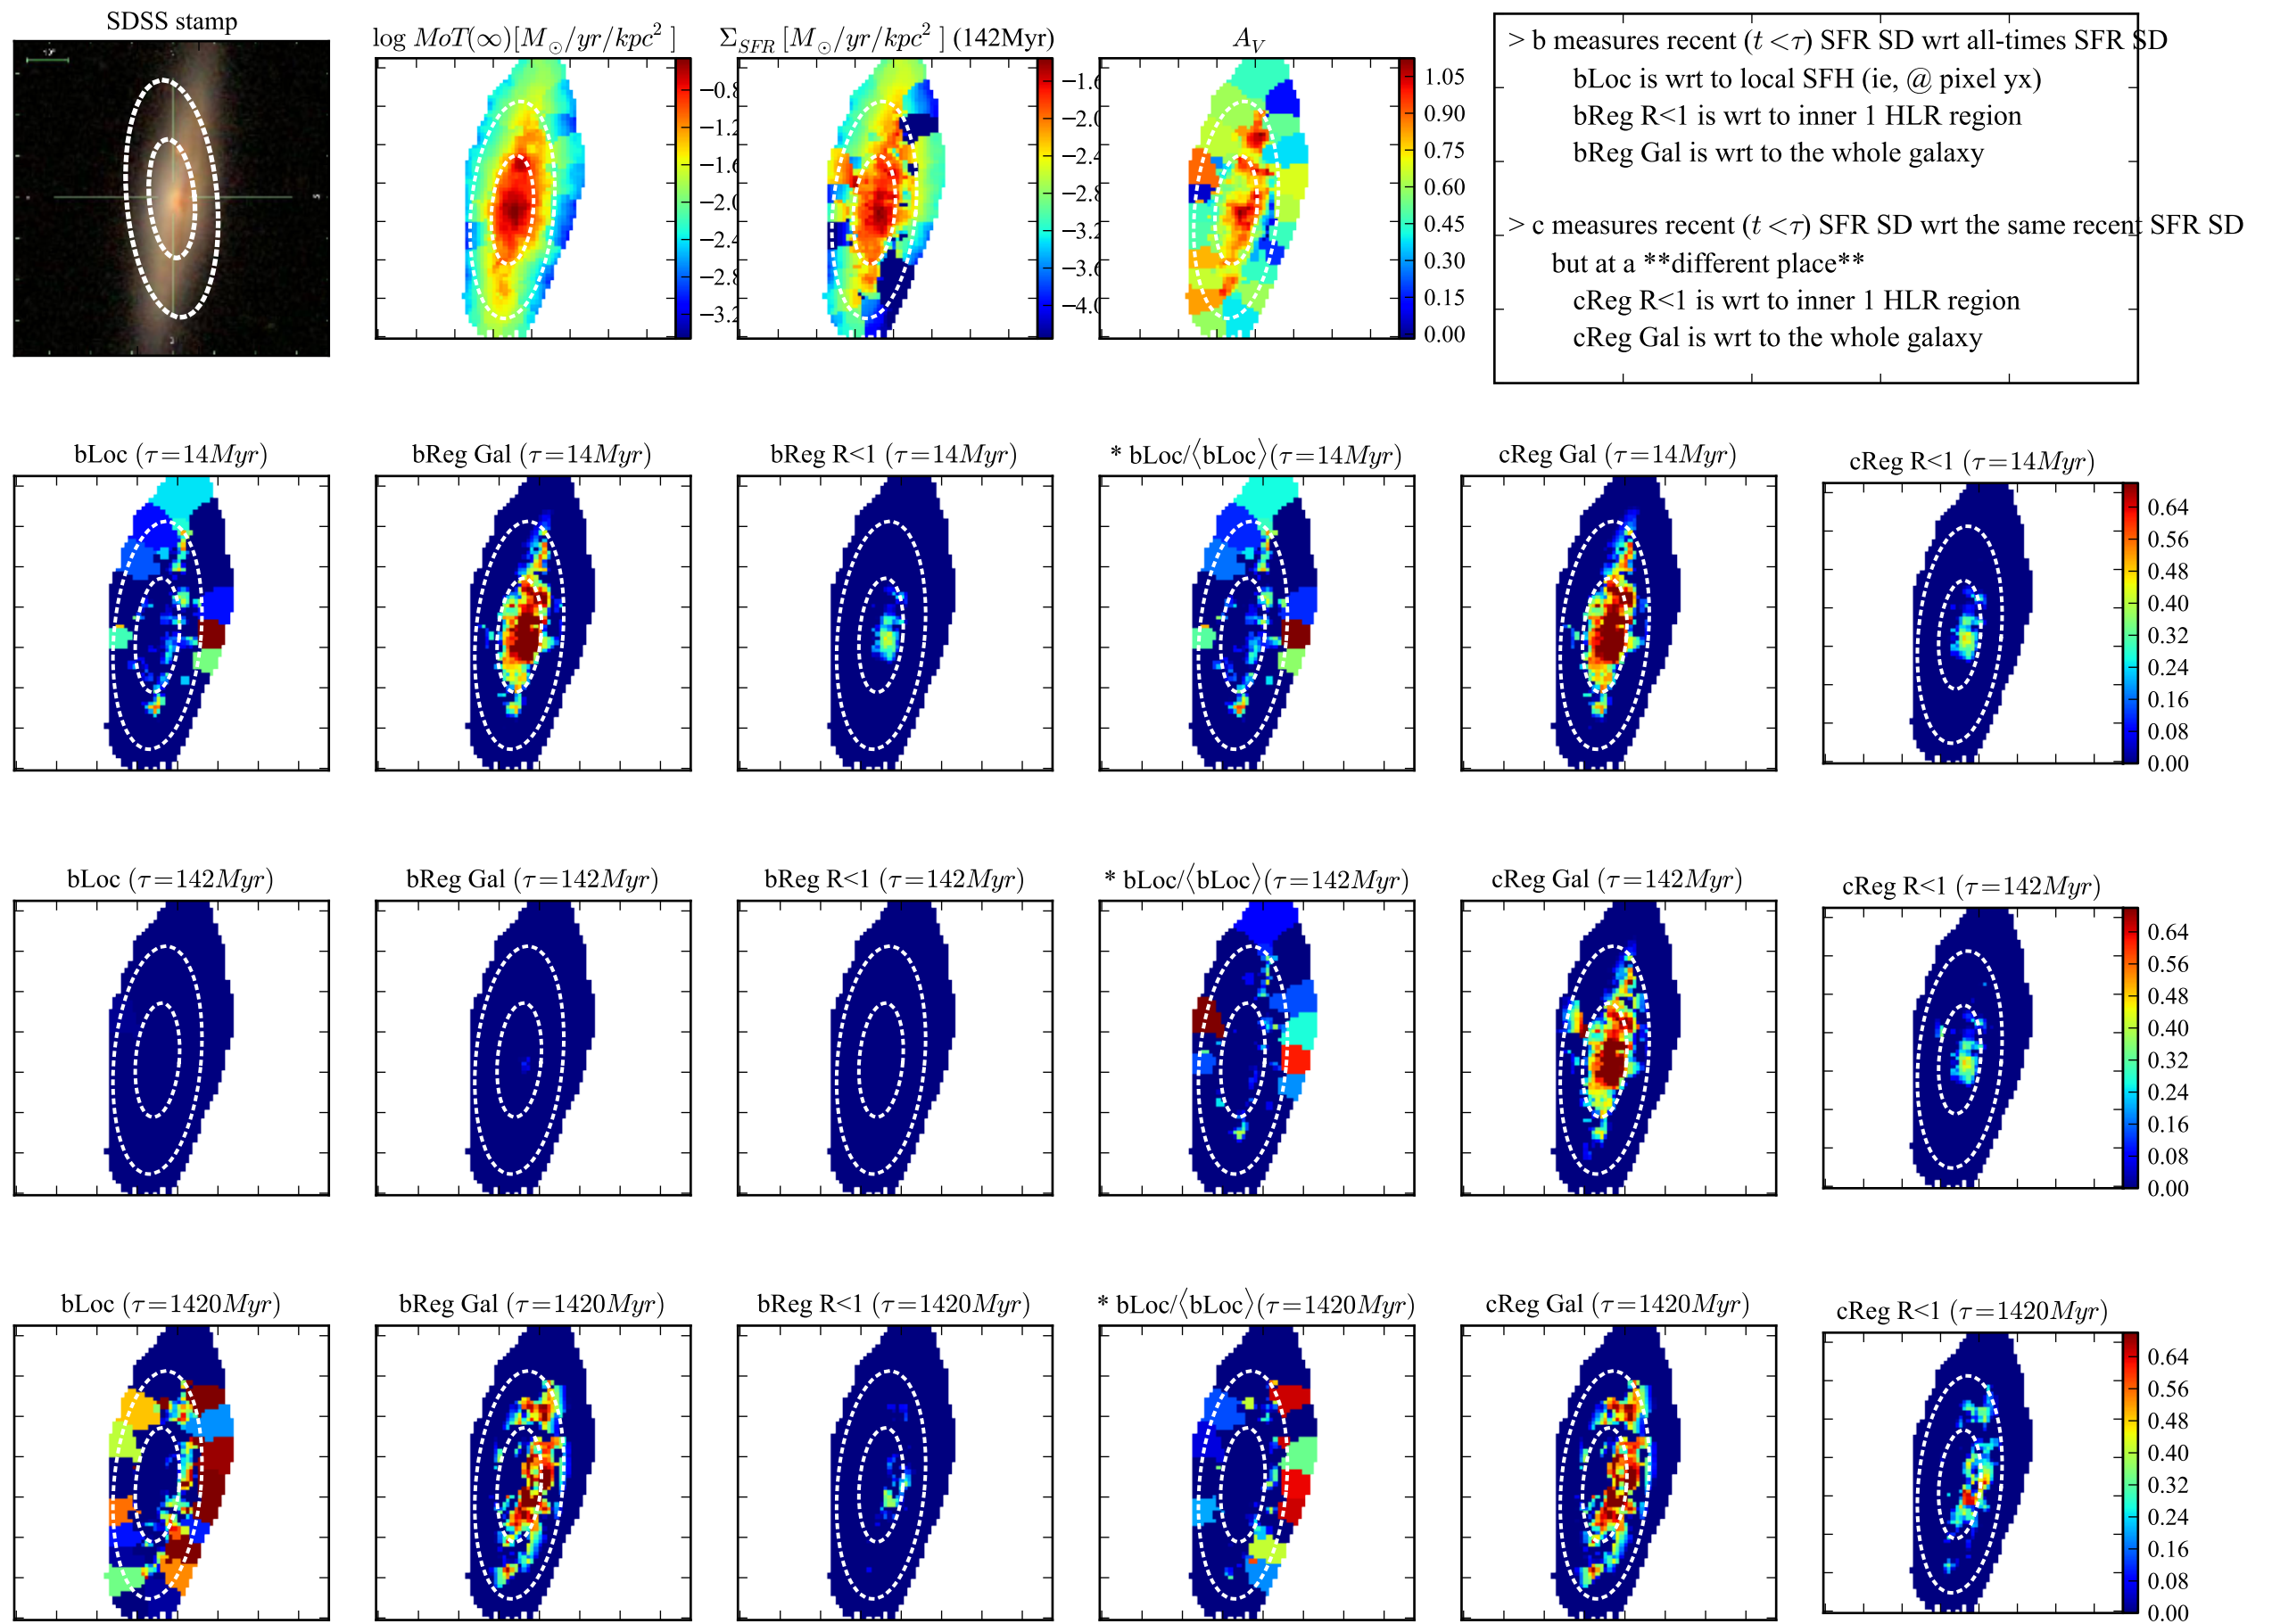 SDSS stamp
log MoT(∞)[M⊙/yr/kpc² ]
Σ_SFR [M⊙/yr/kpc² ] (142Myr)
A_V
−0.8
−1.2
−1.6
−2.0
−2.4
−2.8
−3.2
−1.6
−2.0
−2.4
−2.8
−3.2
−3.6
−4.0
1.05
0.90
0.75
0.60
0.45
0.30
0.15
0.00
> b measures recent (t <τ) SFR SD wrt all-times SFR SD
bLoc is wrt to local SFH (ie, @ pixel yx)
bReg R<1 is wrt to inner 1 HLR region
bReg Gal is wrt to the whole galaxy
> c measures recent (t <τ) SFR SD wrt the same recent SFR SD
but at a **different place**
cReg R<1 is wrt to inner 1 HLR region
cReg Gal is wrt to the whole galaxy
bLoc (τ=14Myr)
bReg Gal (τ=14Myr)
bReg R<1 (τ=14Myr)
* bLoc/⟨bLoc⟩(τ=14Myr)
cReg Gal (τ=14Myr)
cReg R<1 (τ=14Myr)
0.64
0.56
0.48
0.40
0.32
0.24
0.16
0.08
0.00
bLoc (τ=142Myr)
bReg Gal (τ=142Myr)
bReg R<1 (τ=142Myr)
* bLoc/⟨bLoc⟩(τ=142Myr)
cReg Gal (τ=142Myr)
cReg R<1 (τ=142Myr)
0.64
0.56
0.48
0.40
0.32
0.24
0.16
0.08
0.00
bLoc (τ=1420Myr)
bReg Gal (τ=1420Myr)
bReg R<1 (τ=1420Myr)
* bLoc/⟨bLoc⟩(τ=1420Myr)
cReg Gal (τ=1420Myr)
cReg R<1 (τ=1420Myr)
0.64
0.56
0.48
0.40
0.32
0.24
0.16
0.08
0.00